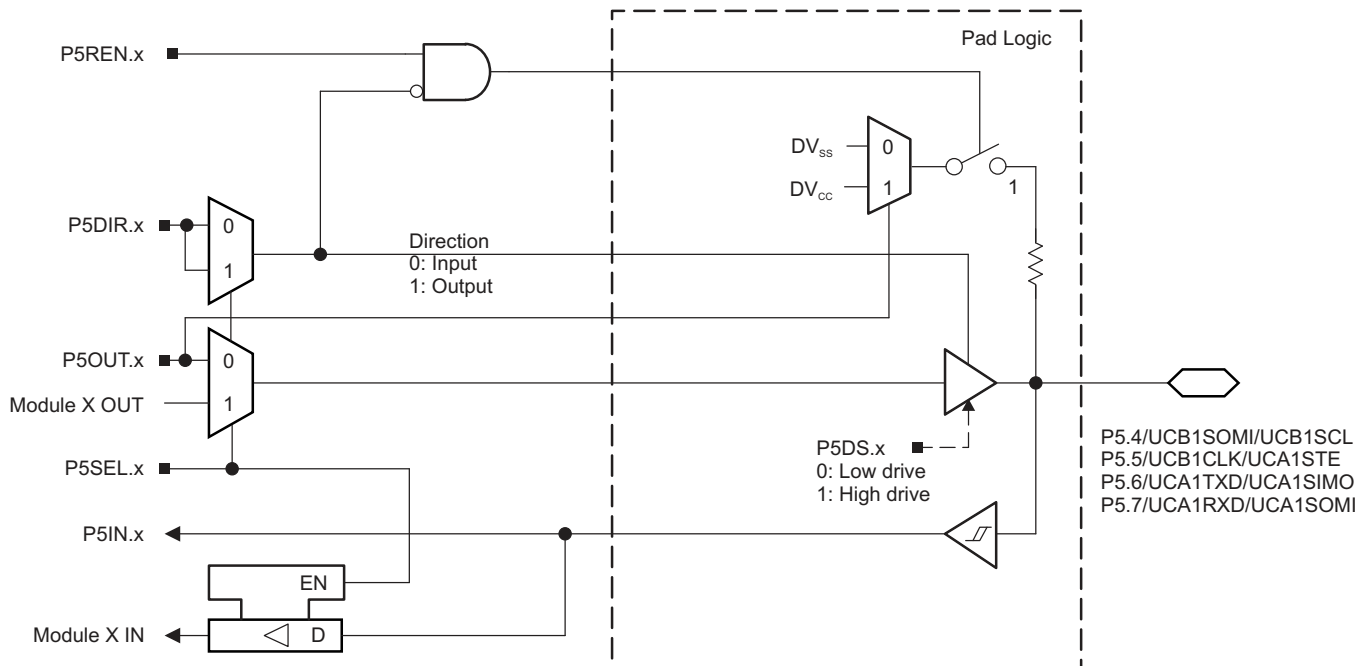 Pad Logic
P5REN.x
DVss
0
DVcc
1
1
P5DIR.x
0
1
Direction
0: Input
1: Output
P5OUT.x
0
Module X OUT
1
P5DS.x
0: Low drive
1: High drive
P5.4/UCB1SOMI/UCB1SCL
P5.5/UCB1CLK/UCA1STE
P5.6/UCA1TXD/UCA1SIMO
P5.7/UCA1RXD/UCA1SOMI
P5SEL.x
P5IN.x
EN
Module X IN
D